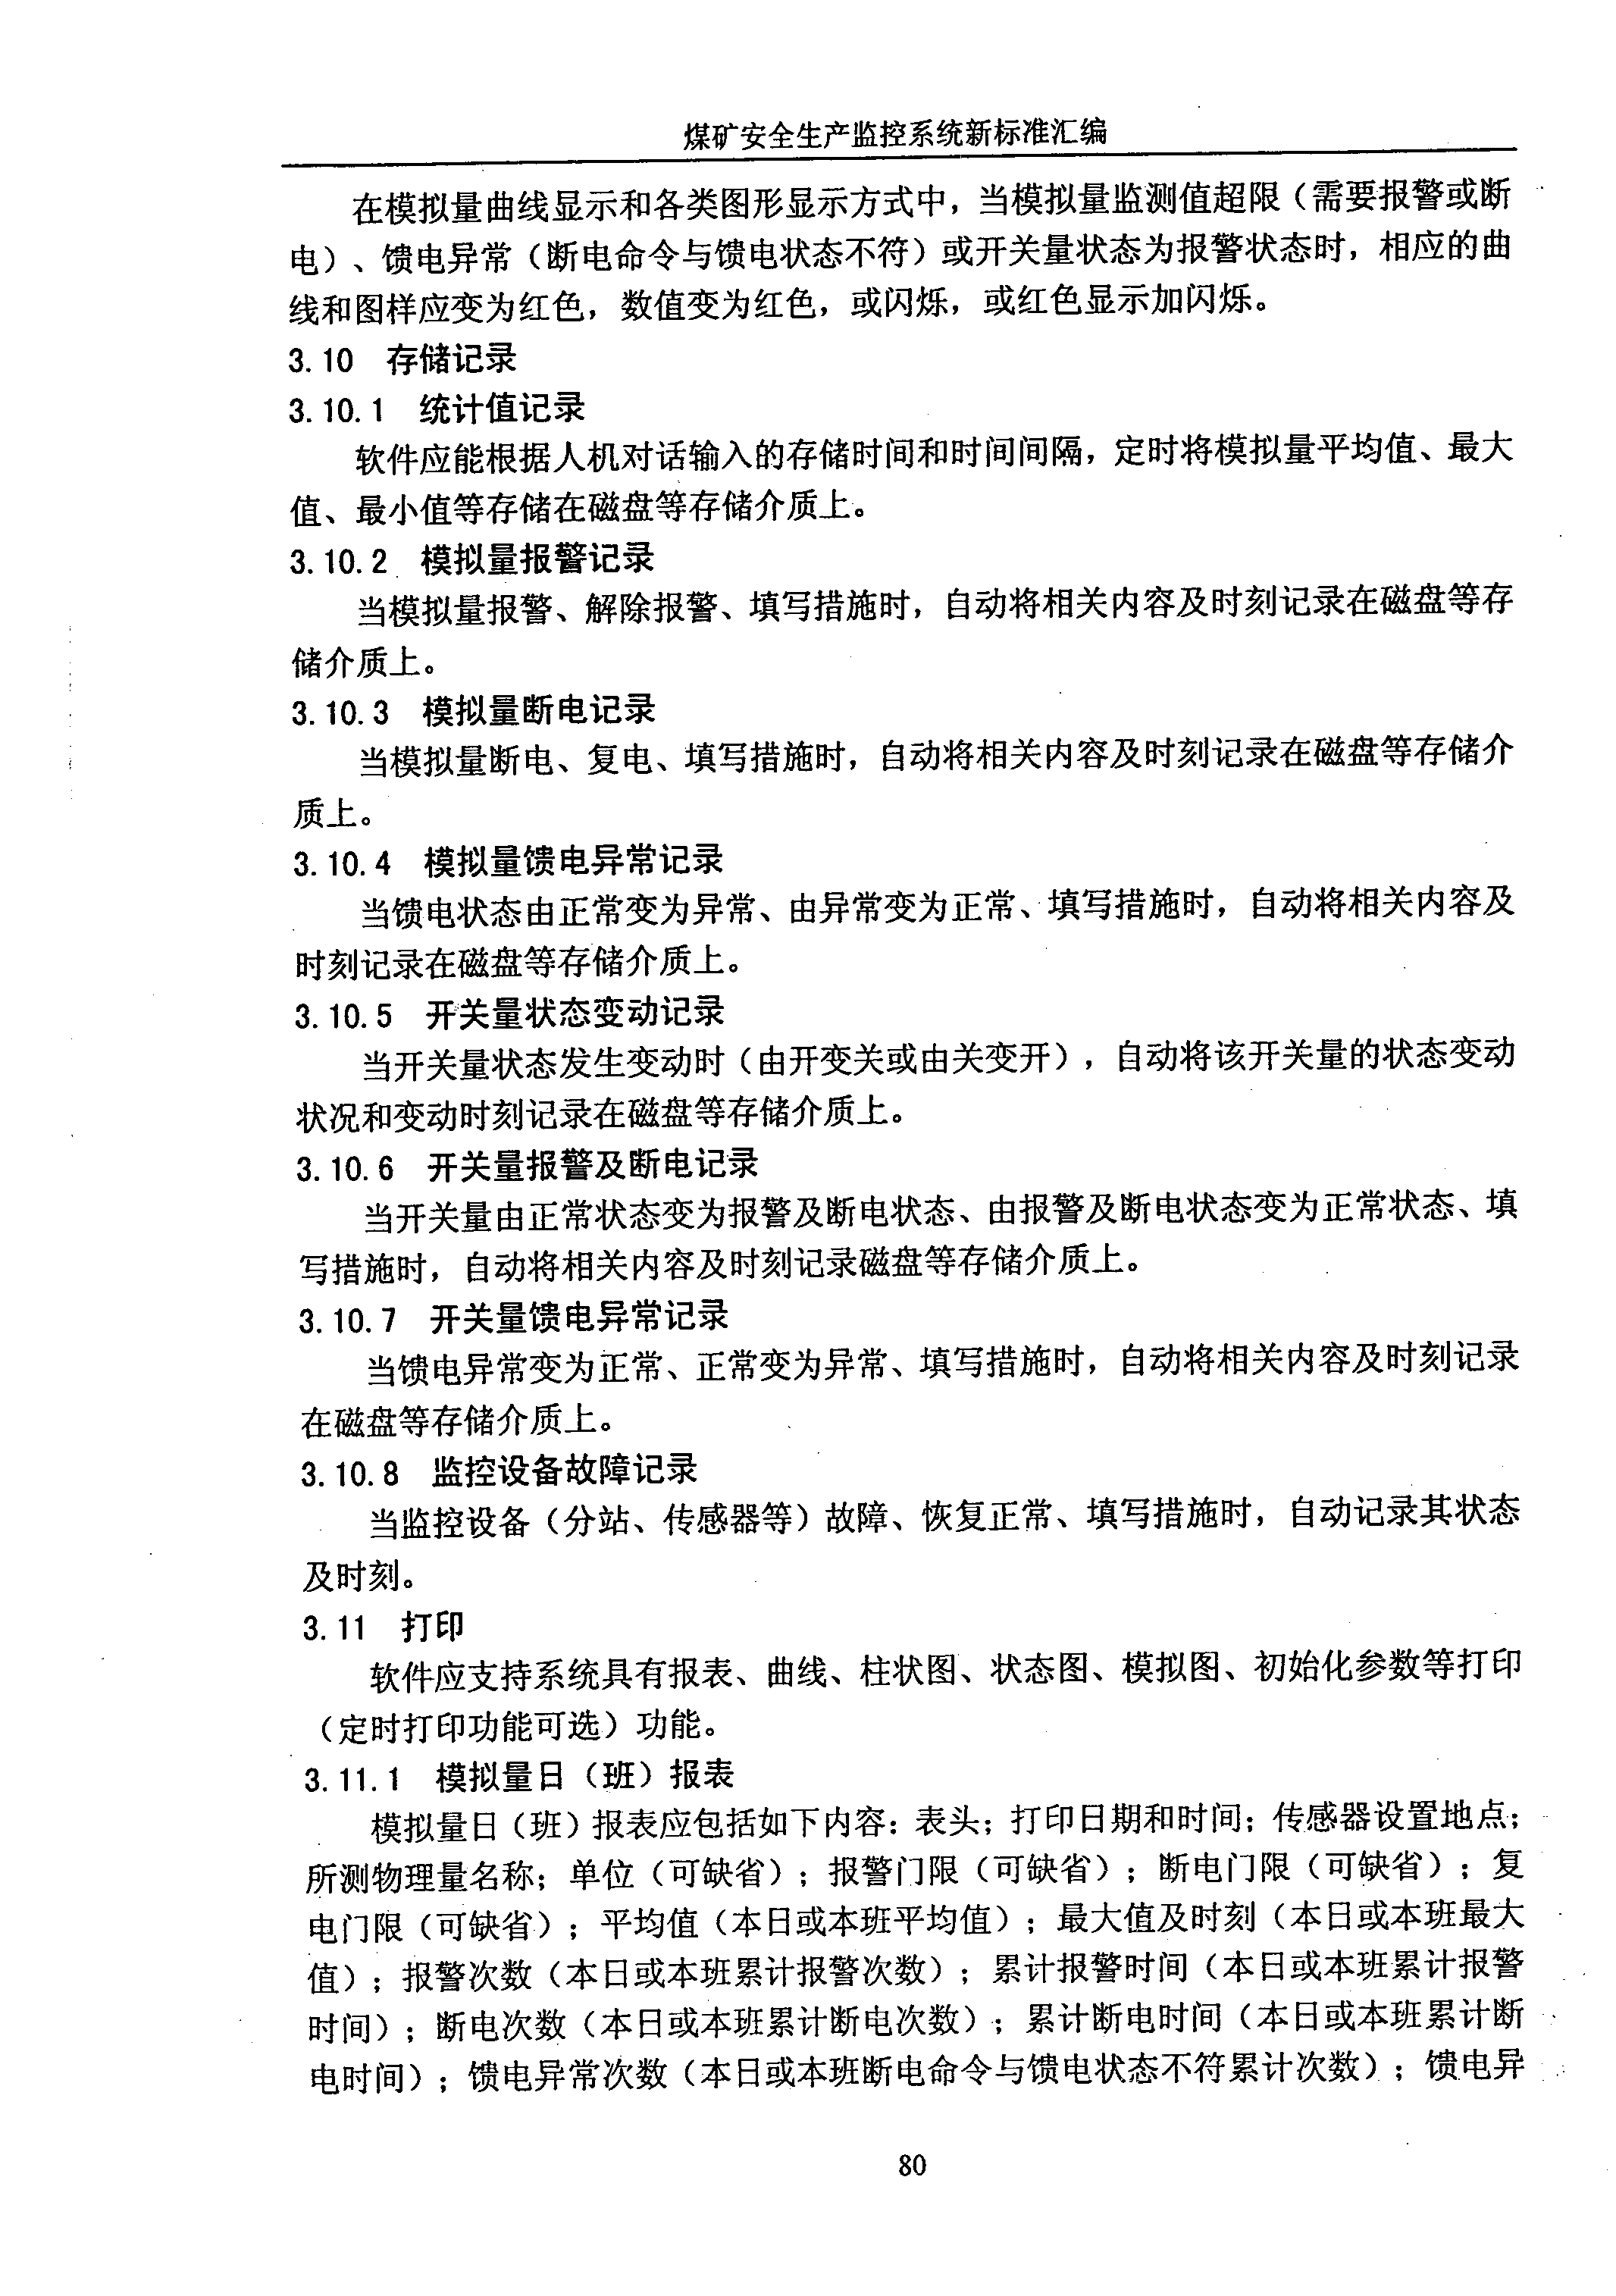 煤矿安全生产监控系统新标准汇编
在模拟量曲线显示和各类图形显示方式中，当模拟量监测值超限（需要报警或断
电）、馈电异常（断电命令与馈电状态不符）或开关量状态为报警状态时，相应的曲
线和图样应变为红色，数值变为红色，或闪烁，或红色显示加闪烁。
3.10 存储记录
3.10.1 统计值记录
软件应能根据人机对话输入的存储时间和时间间隔，定时将模拟量平均值、最大
值、最小值等存储在磁盘等存储介质上。
3.10.2 模拟量报警记录
当模拟量报警、解除报警、填写措施时，自动将相关内容及时刻记录在磁盘等存
储介质上。
3.10.3 模拟量断电记录
当模拟量断电、复电、填写措施时，自动将相关内容及时刻记录在磁盘等存储介
质上。
3.10.4 模拟量馈电异常记录
当馈电状态由正常变为异常、由异常变为正常、填写措施时，自动将相关内容及
时刻记录在磁盘等存储介质上。
3.10.5 开关量状态变动记录
当开关量状态发生变动时（由开变关或由关变开），自动将该开关量的状态变动
状况和变动时刻记录在磁盘等存储介质上。
3.10.6 开关量报警及断电记录
当开关量由正常状态变为报警及断电状态、由报警及断电状态变为正常状态、填
写措施时，自动将相关内容及时刻记录磁盘等存储介质上。
3.10.7 开关量馈电异常记录
当馈电异常变为正常、正常变为异常、填写措施时，自动将相关内容及时刻记录
在磁盘等存储介质上。
3.10.8 监控设备故障记录
当监控设备（分站、传感器等）故障、恢复正常、填写措施时，自动记录其状态
及时刻。
3.11 打印
软件应支持系统具有报表、曲线、柱状图、状态图、模拟图、初始化参数等打印
（定时打印功能可选）功能。
3.11.1 模拟量日（班）报表
模拟量日（班）报表应包括如下内容：表头；打印日期和时间；传感器设置地点；
所测物理量名称；单位（可缺省）；报警门限（可缺省）；断电门限（可缺省）；复
电门限（可缺省）；平均值（本日或本班平均值）；最大值及时刻（本日或本班最大
值）；报警次数（本日或本班累计报警次数）；累计报警时间（本日或本班累计报警
时间）；断电次数（本日或本班累计断电次数）；累计断电时间（本日或本班累计断
电时间）；馈电异常次数（本日或本班断电命令与馈电状态不符累计次数）；馈电异
80